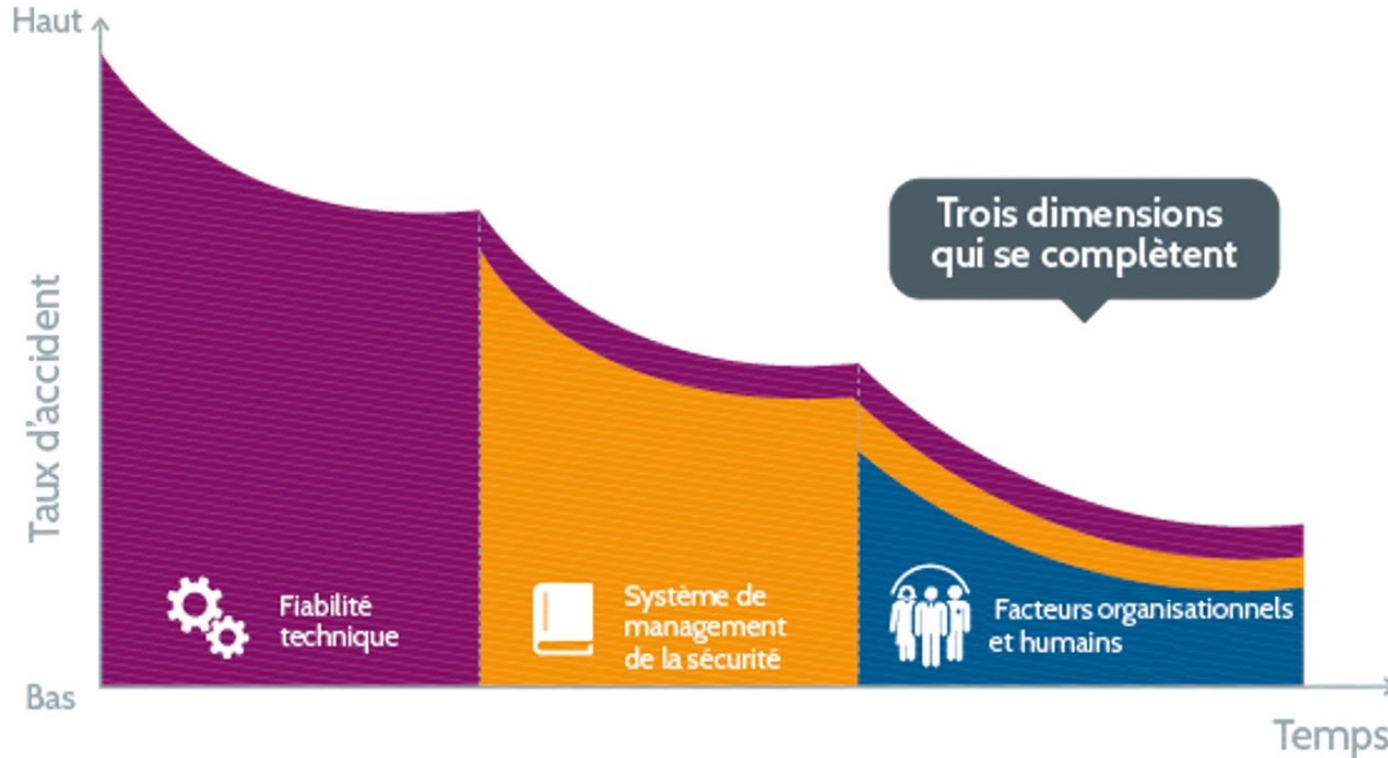 Haut
Trois dimensions
qui se complètent
Taux d'accident
Fiabilité
technique
Système de
management
de la sécurité
Facteurs organisationnels
et humains
Bas
Temps